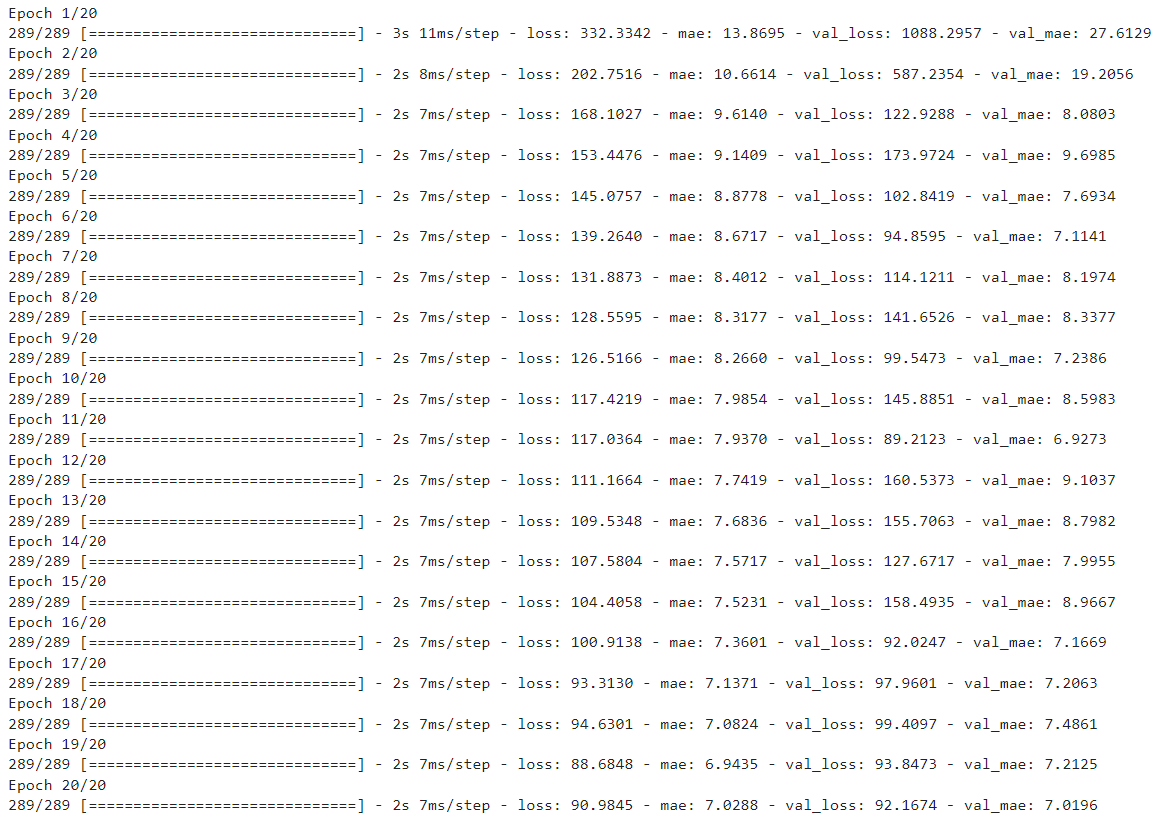 Epoch 1/20
289/289 [==============================] - 3s 11ms/step - loss: 332.3342 - mae: 13.8695 - val_loss: 1088.2957 - val_mae: 27.6129
Epoch 2/20
289/289 [==============================] - 2s 8ms/step - loss: 202.7516 - mae: 10.6614 - val_loss: 587.2354 - val_mae: 19.2056
Epoch 3/20
289/289 [==============================] - 2s 7ms/step - loss: 168.1027 - mae: 9.6140 - val_loss: 122.9288 - val_mae: 8.0803
Epoch 4/20
289/289 [==============================] - 2s 7ms/step - loss: 153.4476 - mae: 9.1409 - val_loss: 173.9724 - val_mae: 9.6985
Epoch 5/20
289/289 [==============================] - 2s 7ms/step - loss: 145.0757 - mae: 8.8778 - val_loss: 102.8419 - val_mae: 7.6934
Epoch 6/20
289/289 [==============================] - 2s 7ms/step - loss: 139.2640 - mae: 8.6717 - val_loss: 94.8595 - val_mae: 7.1141
Epoch 7/20
289/289 [==============================] - 2s 7ms/step - loss: 131.8873 - mae: 8.4012 - val_loss: 114.1211 - val_mae: 8.1974
Epoch 8/20
289/289 [==============================] - 2s 7ms/step - loss: 128.5595 - mae: 8.3177 - val_loss: 141.6526 - val_mae: 8.3377
Epoch 9/20
289/289 [==============================] - 2s 7ms/step - loss: 126.5166 - mae: 8.2660 - val_loss: 99.5473 - val_mae: 7.2386
Epoch 10/20
289/289 [==============================] - 2s 7ms/step - loss: 117.4219 - mae: 7.9854 - val_loss: 145.8851 - val_mae: 8.5983
Epoch 11/20
289/289 [==============================] - 2s 7ms/step - loss: 117.0364 - mae: 7.9370 - val_loss: 89.2123 - val_mae: 6.9273
Epoch 12/20
289/289 [==============================] - 2s 7ms/step - loss: 111.1664 - mae: 7.7419 - val_loss: 160.5373 - val_mae: 9.1037
Epoch 13/20
289/289 [==============================] - 2s 7ms/step - loss: 109.5348 - mae: 7.6836 - val_loss: 155.7063 - val_mae: 8.7982
Epoch 14/20
289/289 [==============================] - 2s 7ms/step - loss: 107.5804 - mae: 7.5717 - val_loss: 127.6717 - val_mae: 7.9955
Epoch 15/20
289/289 [==============================] - 2s 7ms/step - loss: 104.4058 - mae: 7.5231 - val_loss: 158.4935 - val_mae: 8.9667
Epoch 16/20
289/289 [==============================] - 2s 7ms/step - loss: 100.9138 - mae: 7.3601 - val_loss: 92.0247 - val_mae: 7.1669
Epoch 17/20
289/289 [==============================] - 2s 7ms/step - loss: 93.3130 - mae: 7.1371 - val_loss: 97.9601 - val_mae: 7.2063
Epoch 18/20
289/289 [==============================] - 2s 7ms/step - loss: 94.6301 - mae: 7.0824 - val_loss: 99.4097 - val_mae: 7.4861
Epoch 19/20
289/289 [==============================] - 2s 7ms/step - loss: 88.6848 - mae: 6.9435 - val_loss: 93.8473 - val_mae: 7.2125
Epoch 20/20
289/289 [==============================] - 2s 7ms/step - loss: 90.9845 - mae: 7.0288 - val_loss: 92.1674 - val_mae: 7.0196